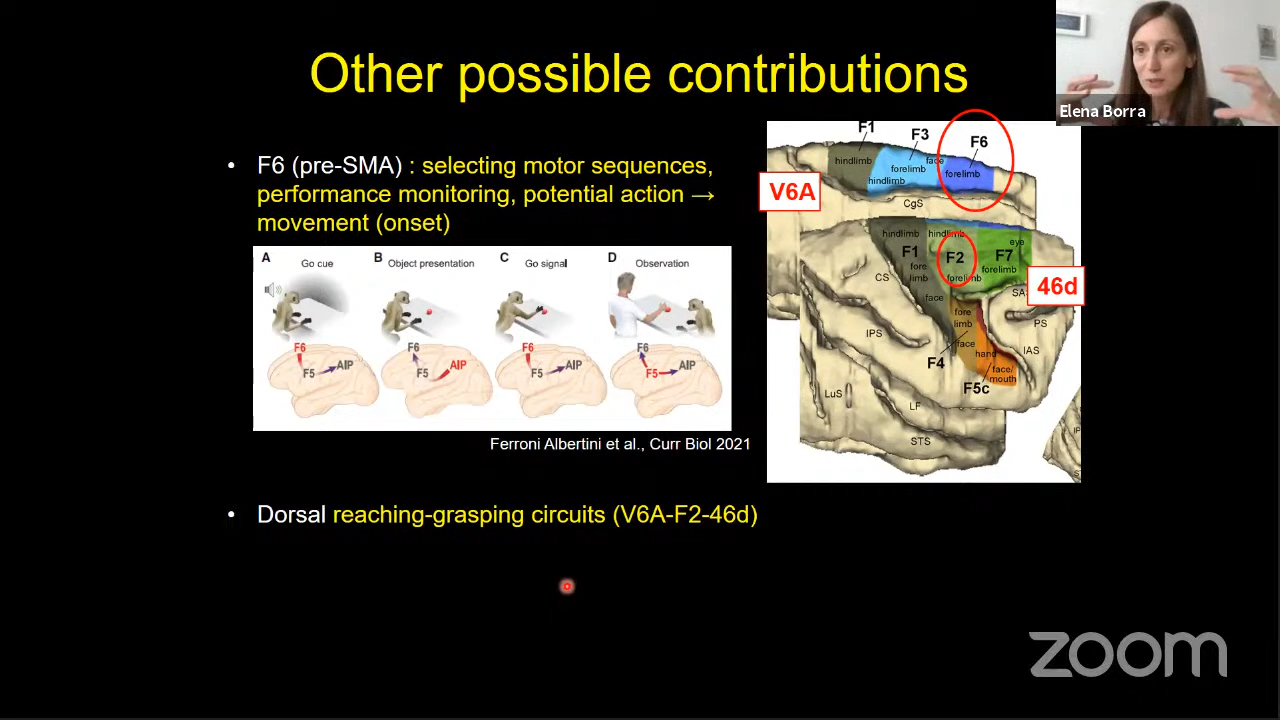 Other possible contributions
Elena Borra
• F6 (pre-SMA) : selecting motor sequences,
performance monitoring, potential action →
movement (onset)
A Go cue
B Object presentation
C Go signal
D Observation
F6
F5
AIP
F6
F5
AIP
F6
F5
AIP
F6
F5
AIP
Ferroni Albertini et al., Curr Biol 2021
F1
F3
F6
hindlimb
face
forelimb
hindlimb
forelimb
V6A
CgS
hindlimb
hindlimb
eye
F1
F2
F7
fore
limb
forelimb
forelimb
CS
46d
SAS
face
fore
limb
PS
IPS
face
hand
IAS
F4
face/
mouth
F5c
LuS
LF
STS
• Dorsal reaching-grasping circuits (V6A-F2-46d)
zoom